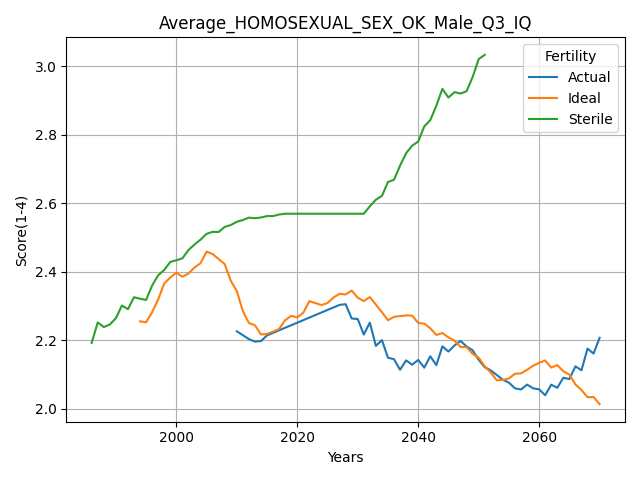 Average_HOMOSEXUAL_SEX_OK_Male_Q3_IQ
Fertility
Actual
Ideal
Sterile
Score(1-4)
3.0
2.8
2.6
2.4
2.2
2.0
2000
2020
2040
2060
Years